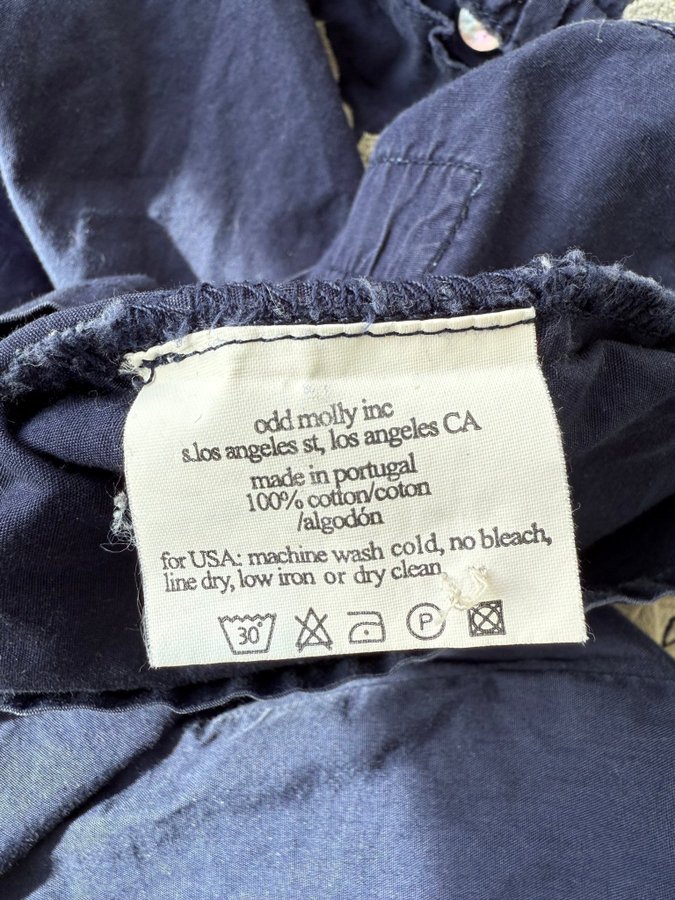 odd molly inc
s.los angeles st, los angeles CA
made in portugal
100% cotton/coton
/algodón
for USA: machine wash cold, no bleach,
line dry, low iron or dry clean
30°
P